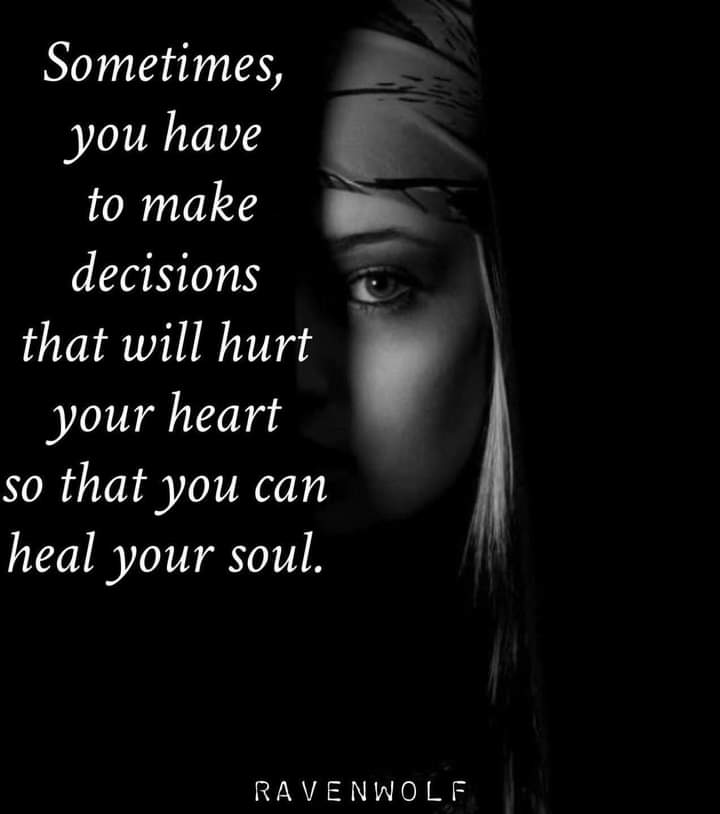 Sometimes,
you have
to make
decisions
that will hurt
your heart
so that you can
heal your soul.
RAVENWOLF